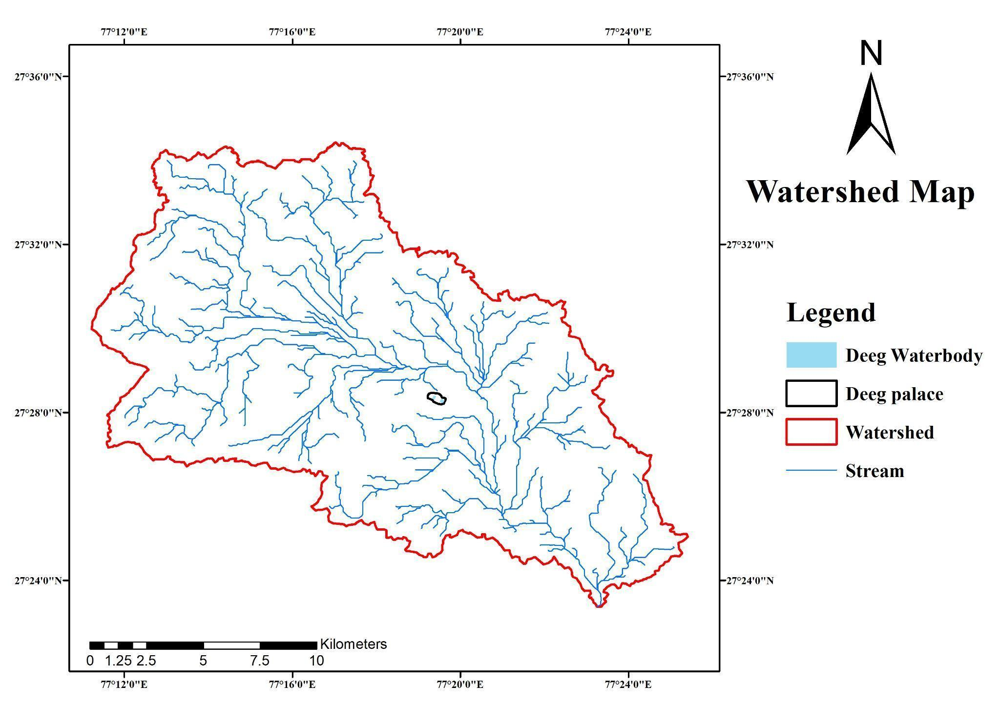 77°12'0"E 77°16'0"E 77°20'0"E 77°24'0"E
N
27°36'0"N 27°36'0"N
Watershed Map
27°32'0"N 27°32'0"N
Legend
Deeg Waterbody
Deeg palace
27°28'0"N 27°28'0"N
Watershed
Stream
27°24'0"N 27°24'0"N
Kilometers
0 1.25 2.5 5 7.5 10
77°12'0"E 77°16'0"E 77°20'0"E 77°24'0"E